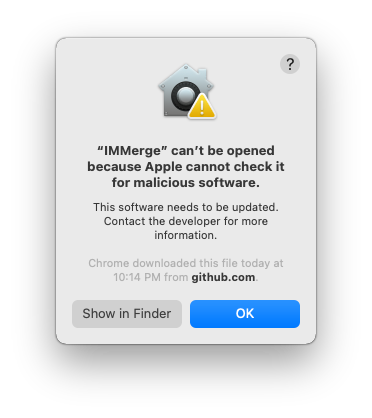 ?
“IMMerge” can’t be opened
because Apple cannot check it
for malicious software.
This software needs to be updated.
Contact the developer for more
information.
Chrome downloaded this file today at
10:14 PM from github.com.
Show in Finder
OK